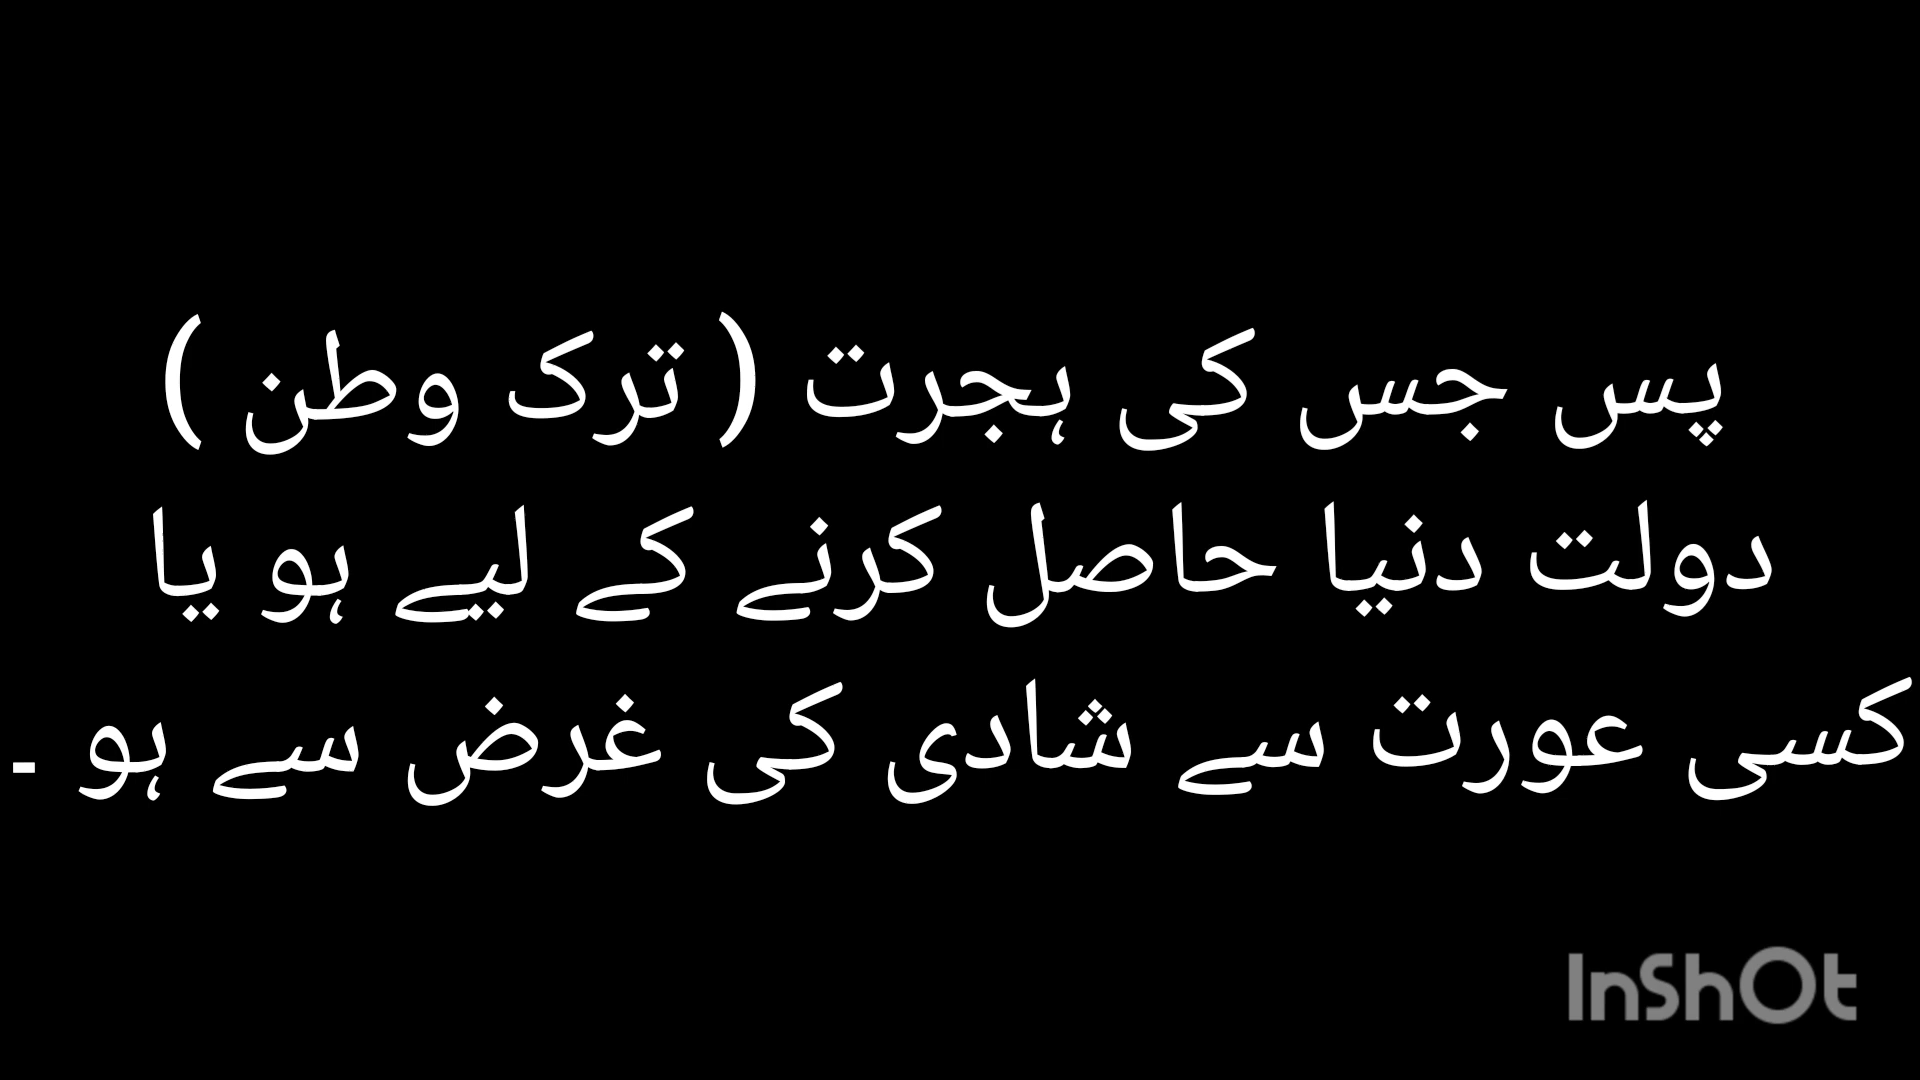 پس جس کی ہجرت ( ترک وطن )
دولت دنیا حاصل کرنے کے لیے ہو یا
کسی عورت سے شادی کی غرض سے ہو ۔
InShOt